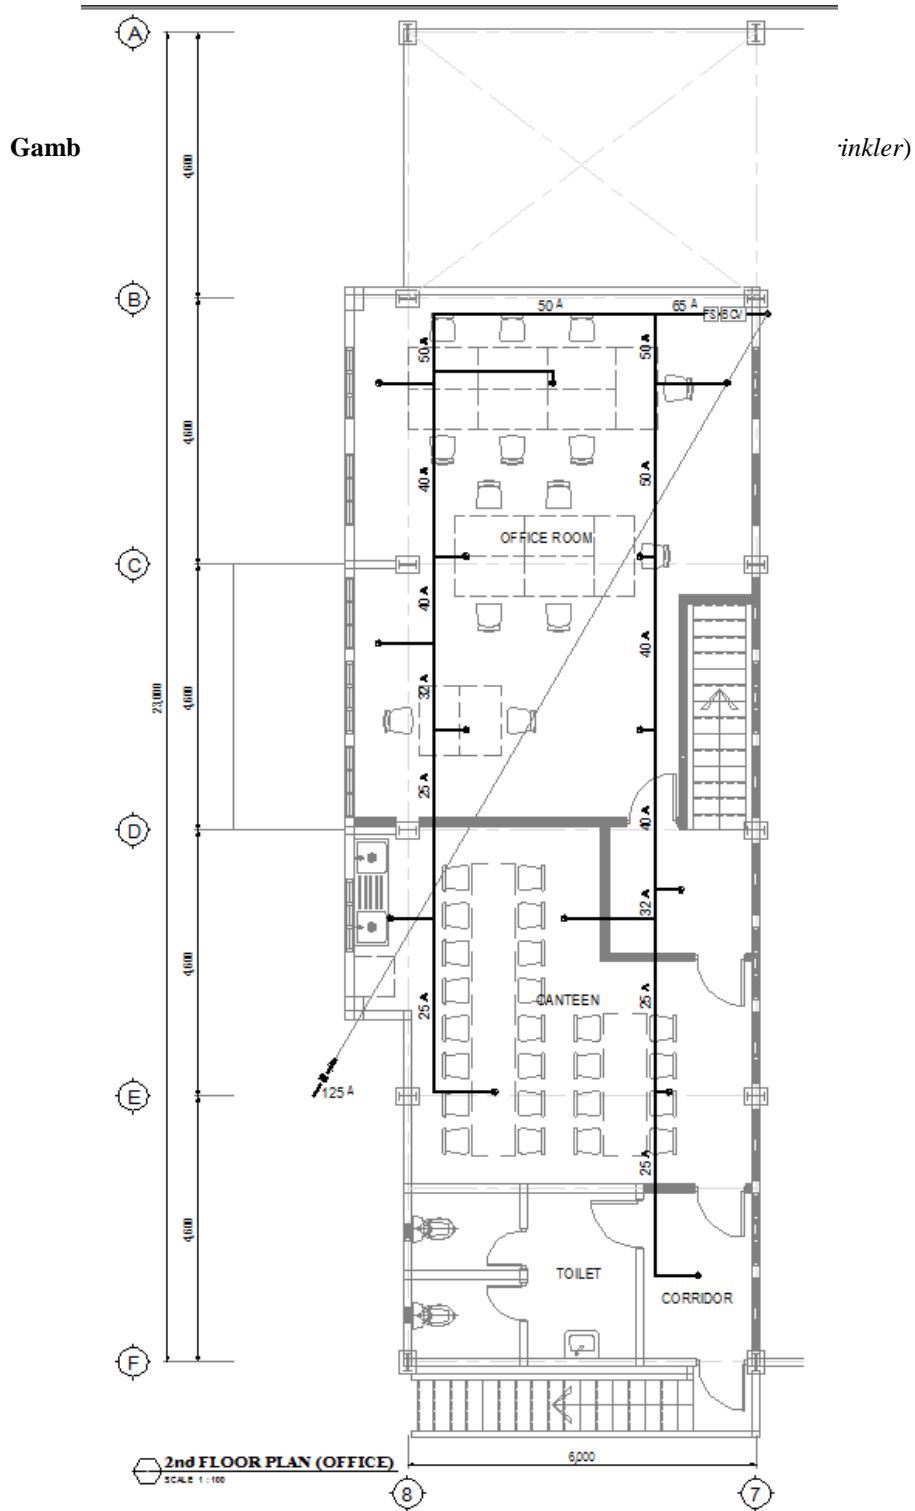 A
Gamb
rinkler)
4,600
B
50 A
65 A
FS
BCV
50 A
50 A
4,600
40 A
50 A
OFFICE ROOM
C
40 A
40 A
32 A
23,000
4,600
25 A
40 A
D
32 A
4,600
25 A
CANTEEN
25 A
125 A
E
25 A
4,600
TOILET
CORRIDOR
F
2nd FLOOR PLAN (OFFICE)
SCALE 1 : 100
6,000
8
7